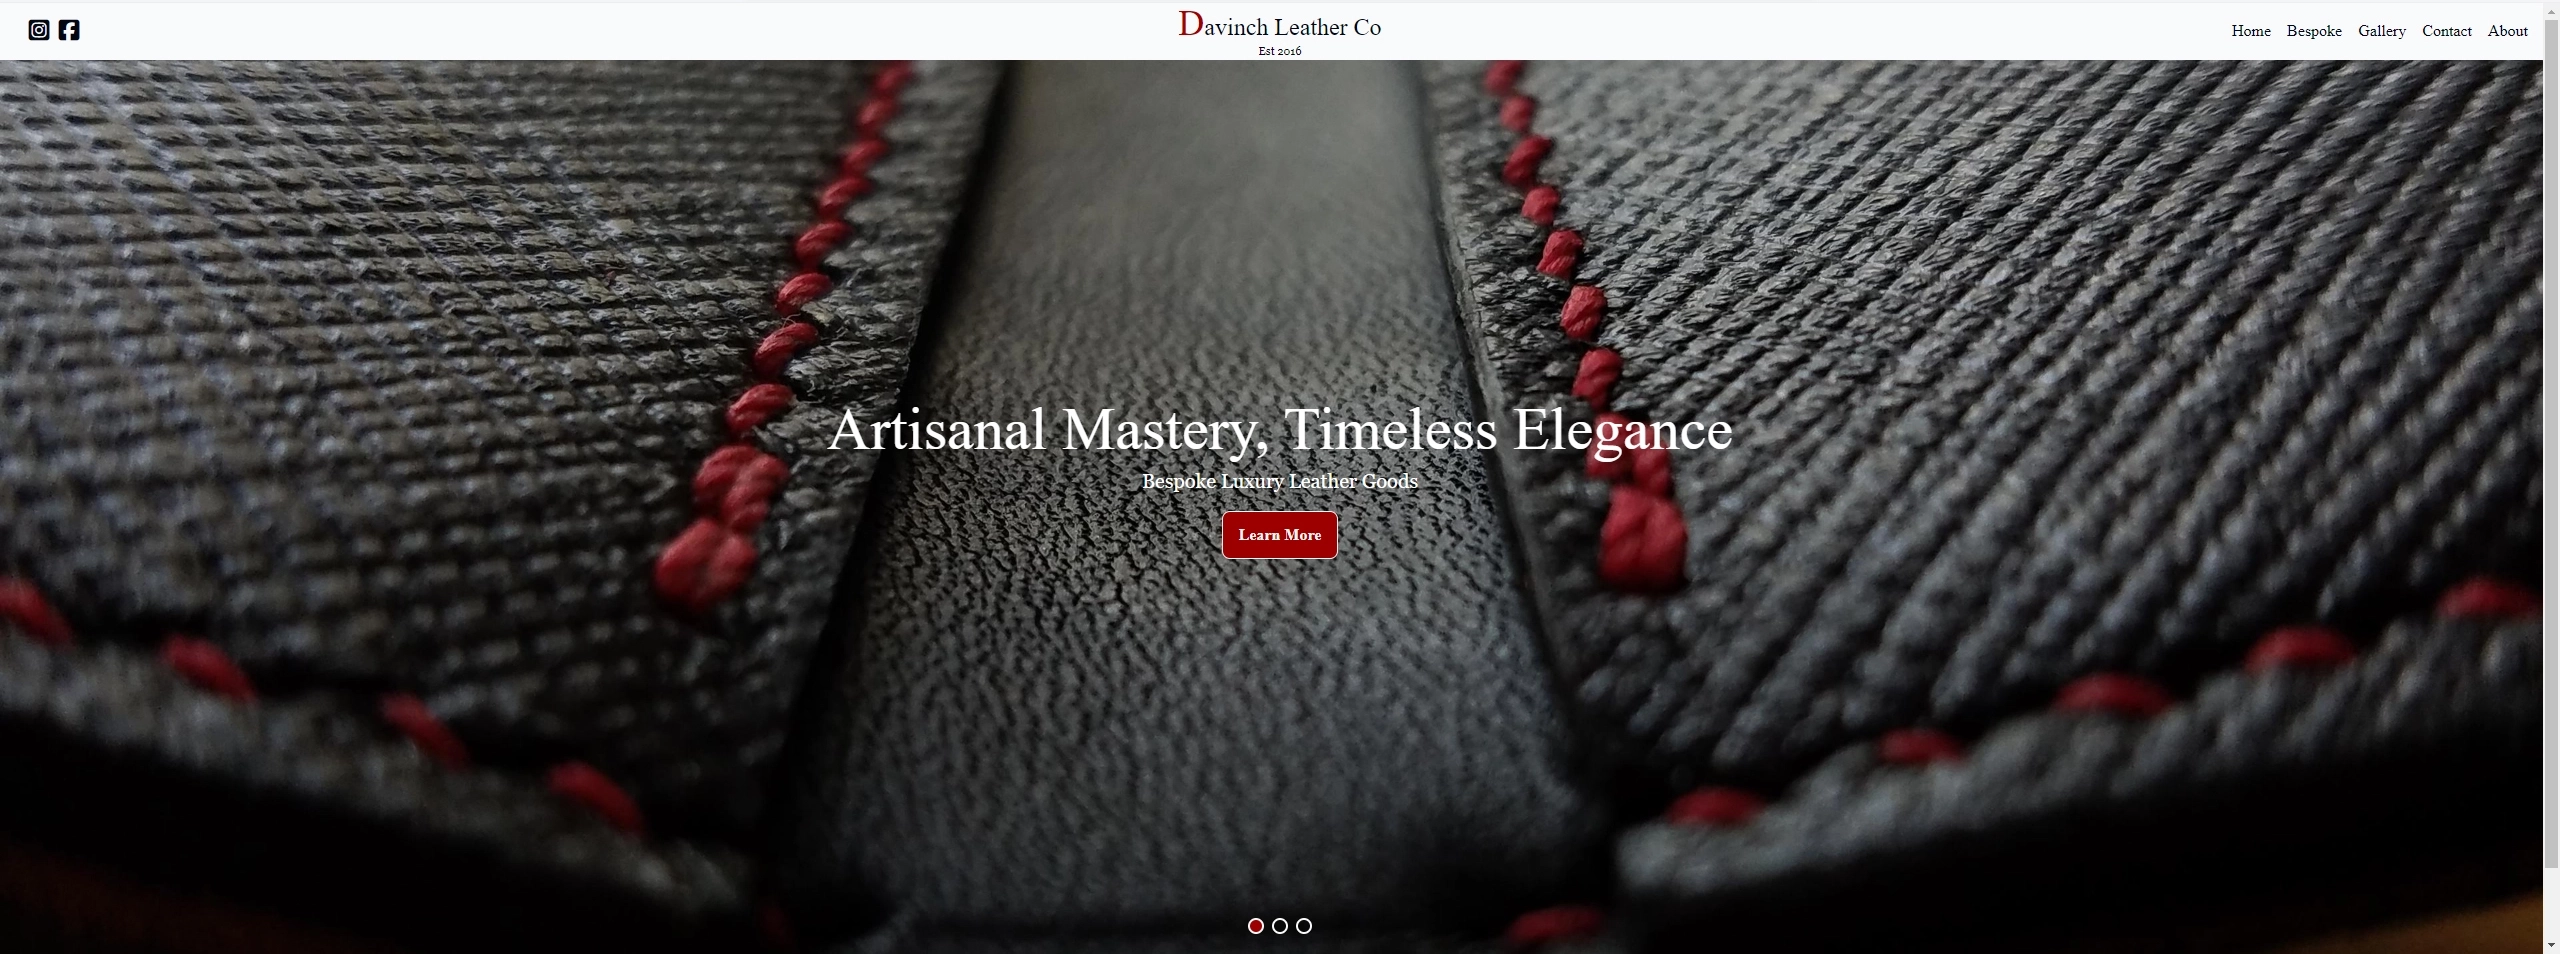 Davinch Leather Co
Est 2016
Home Bespoke Gallery Contact About
Artisanal Mastery, Timeless Elegance
Bespoke Luxury Leather Goods
Learn More